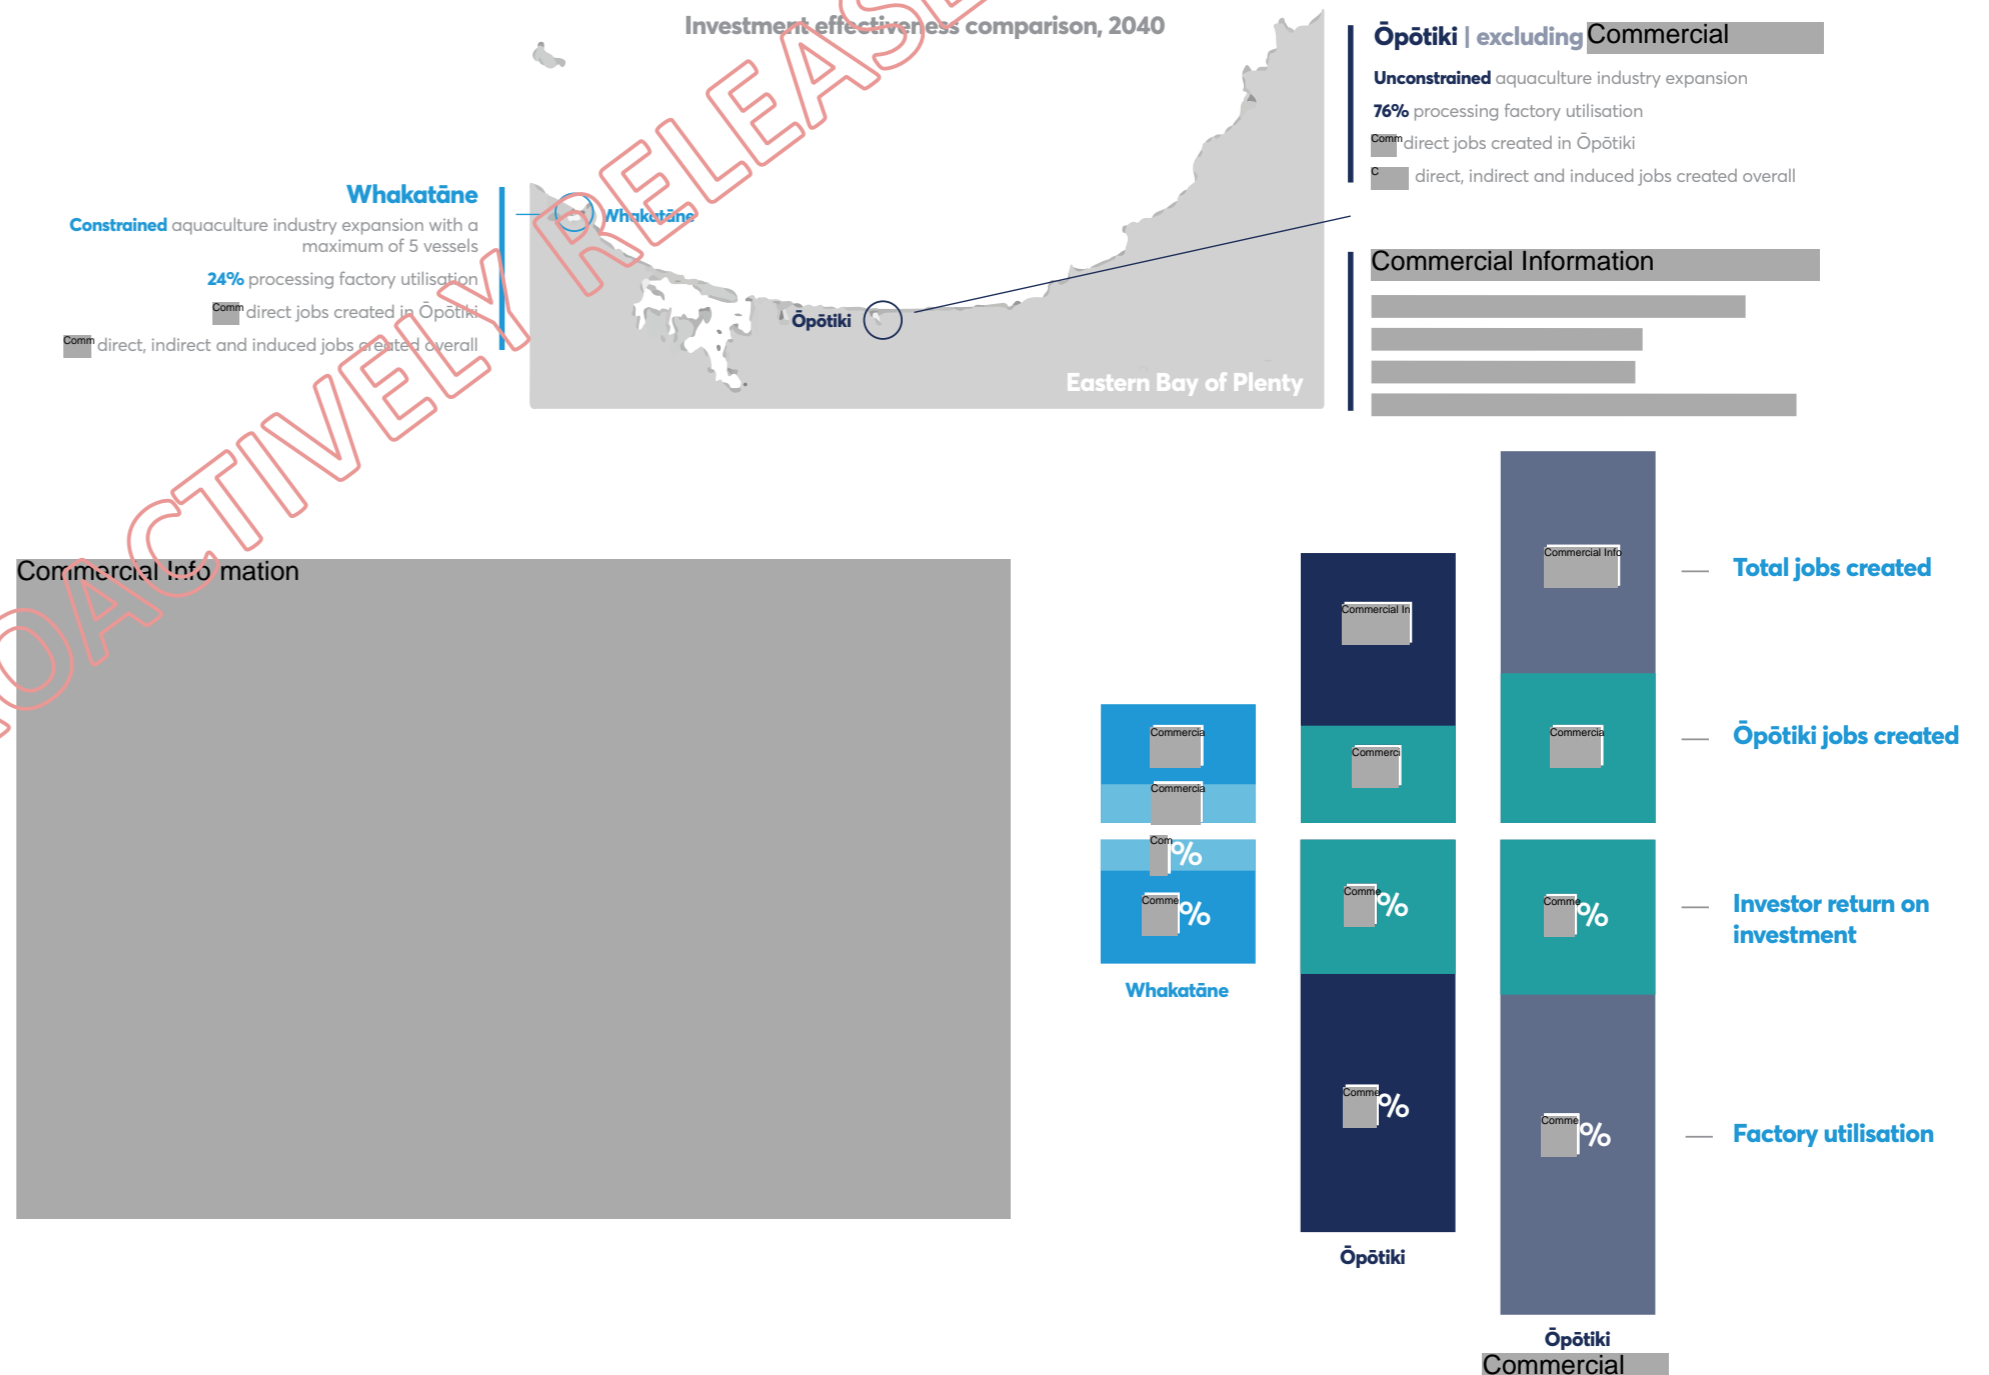 Investment effectiveness comparison, 2040
PROACTIVELY RELEASED
Whakatāne
Constrained aquaculture industry expansion with a
maximum of 5 vessels
24% processing factory utilisation
Comm direct jobs created in Ōpōtiki
Comm direct, indirect and induced jobs created overall
Whakatāne
Ōpōtiki
Eastern Bay of Plenty
Ōpōtiki | excluding Commercial
Unconstrained aquaculture industry expansion
76% processing factory utilisation
Comm direct jobs created in Ōpōtiki
C direct, indirect and induced jobs created overall
Commercial Information
Commercial Info mation
Commercia
Commercia
Com %
Comme %
Whakatāne
Commercial In
Commerci
Comme %
Comme %
Ōpōtiki
Commercial Info
Commercia
Comme %
Comme %
Ōpōtiki
Commercial
Total jobs created
Ōpōtiki jobs created
Investor return on
investment
Factory utilisation